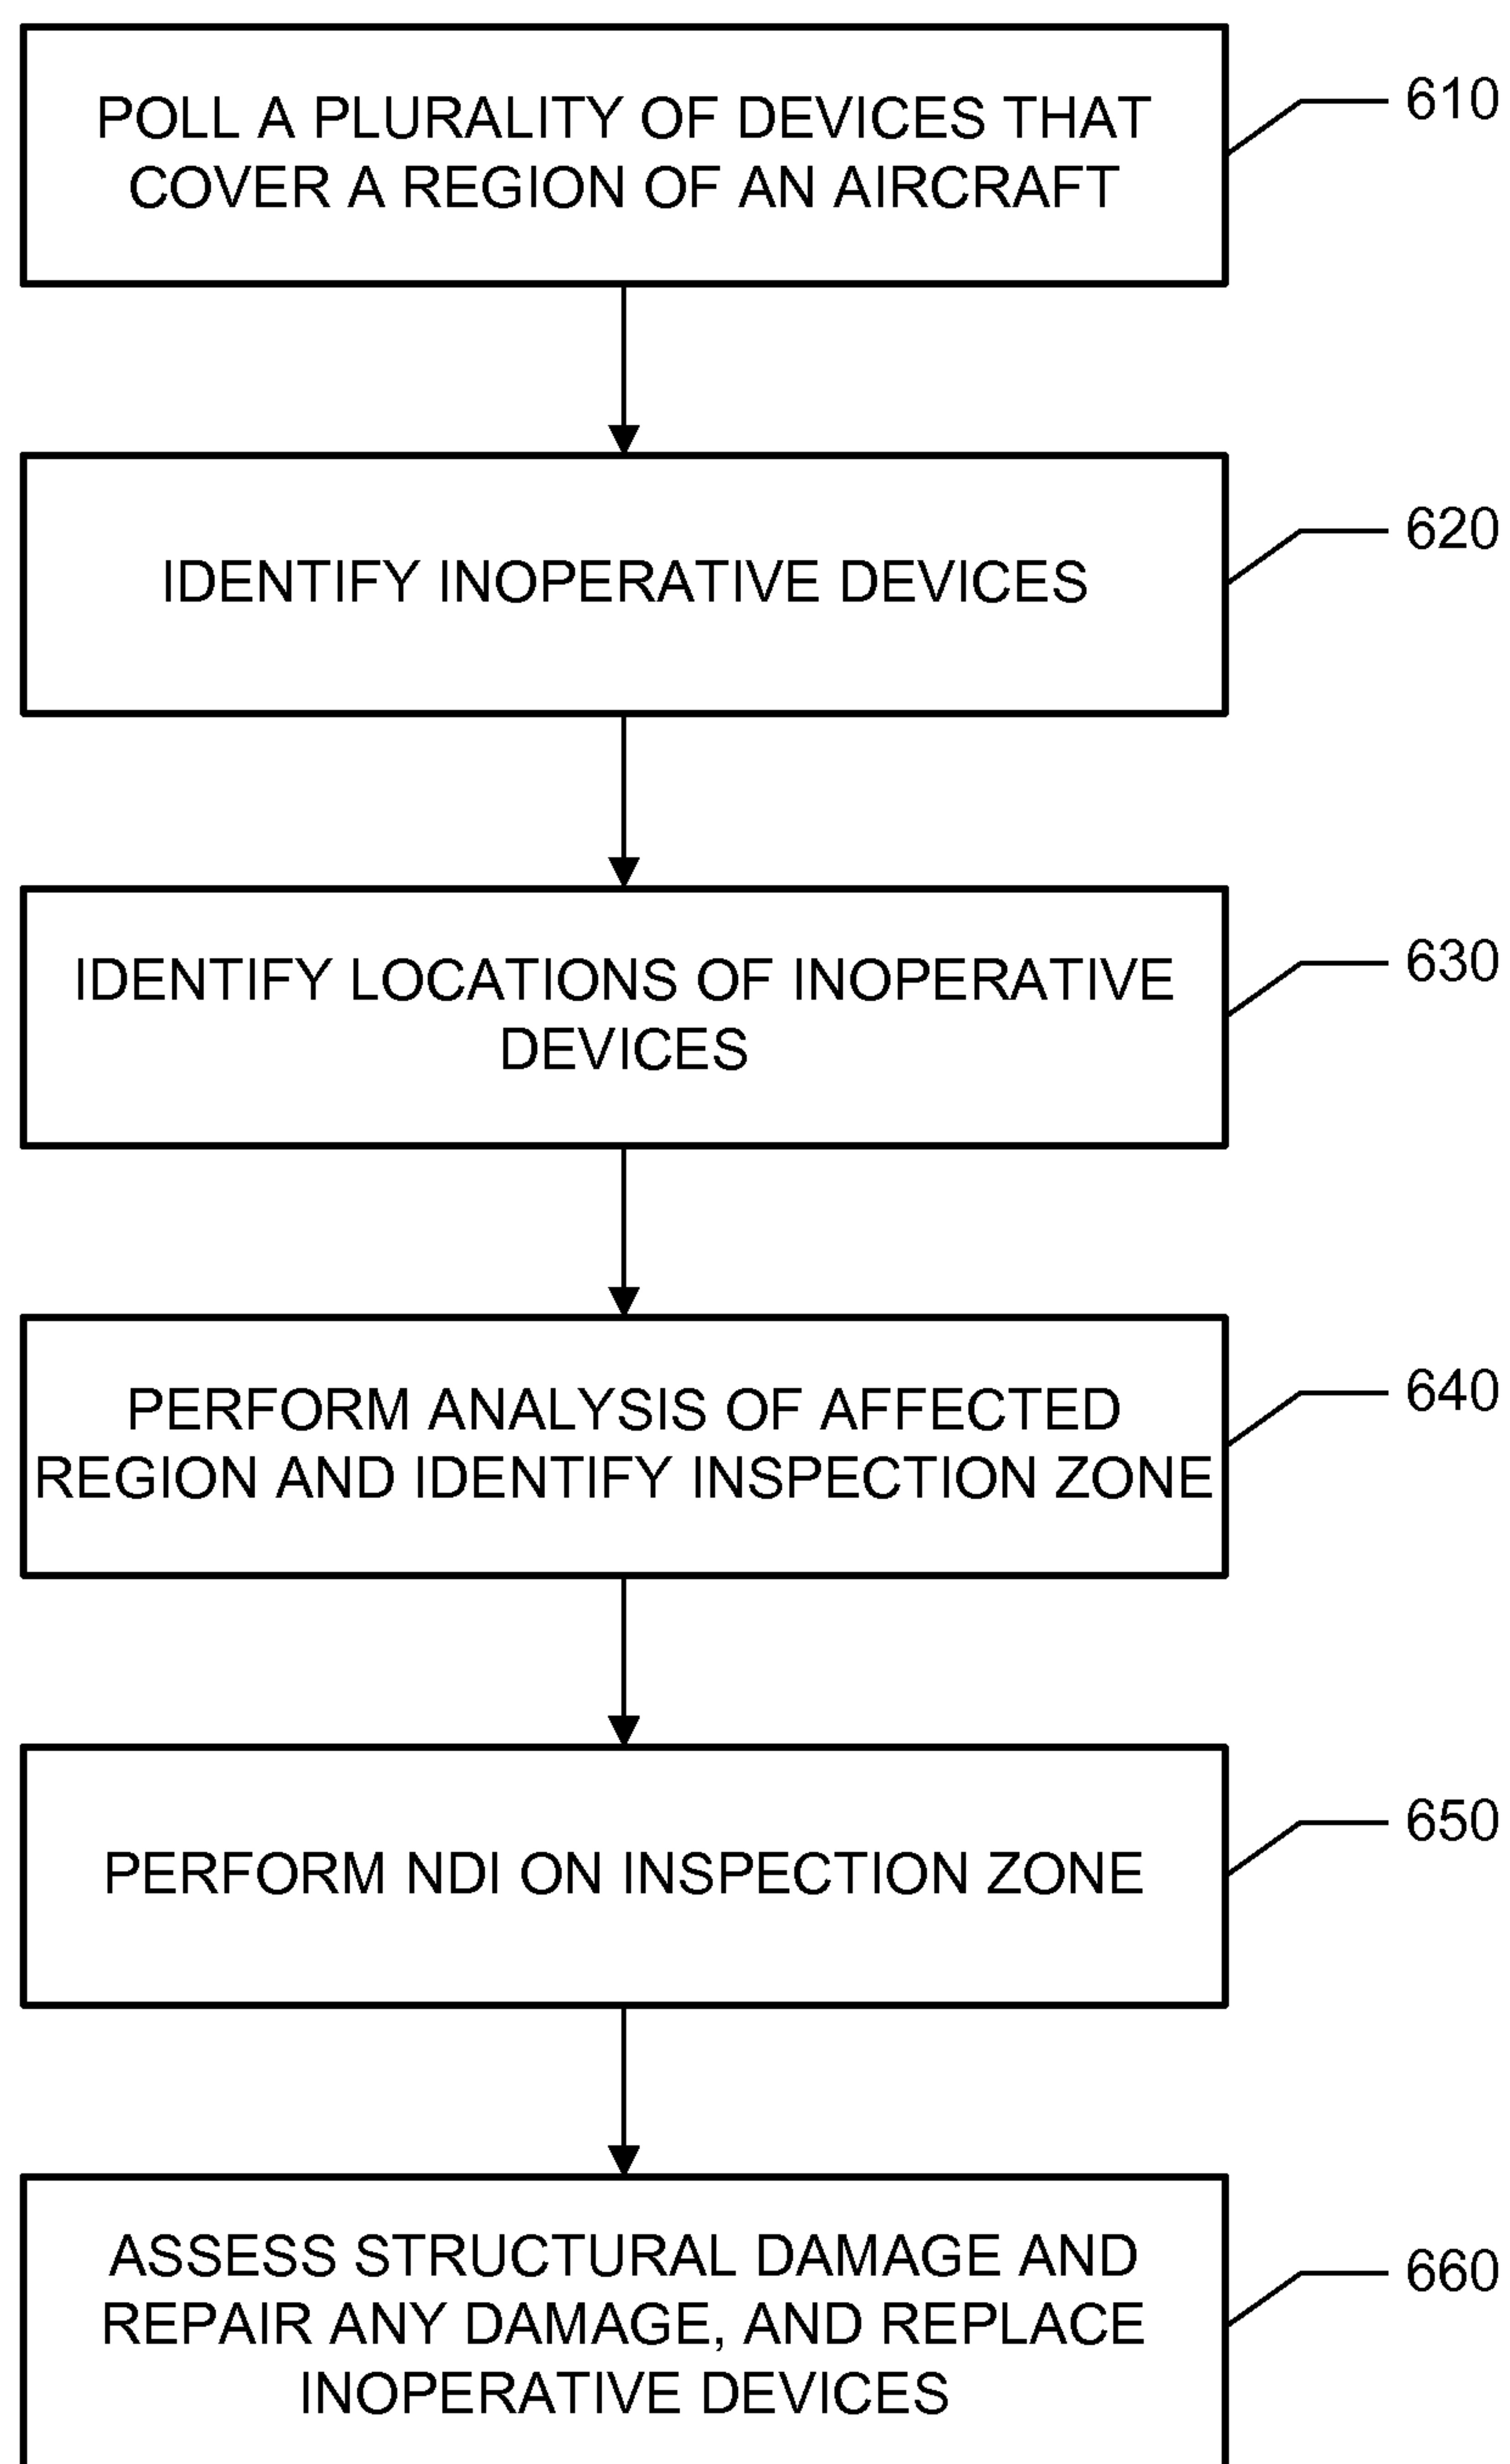 POLL A PLURALITY OF DEVICES THAT
COVER A REGION OF AN AIRCRAFT
610
IDENTIFY INOPERATIVE DEVICES
620
IDENTIFY LOCATIONS OF INOPERATIVE
DEVICES
630
PERFORM ANALYSIS OF AFFECTED
REGION AND IDENTIFY INSPECTION ZONE
640
PERFORM NDI ON INSPECTION ZONE
650
ASSESS STRUCTURAL DAMAGE AND
REPAIR ANY DAMAGE, AND REPLACE
INOPERATIVE DEVICES
660